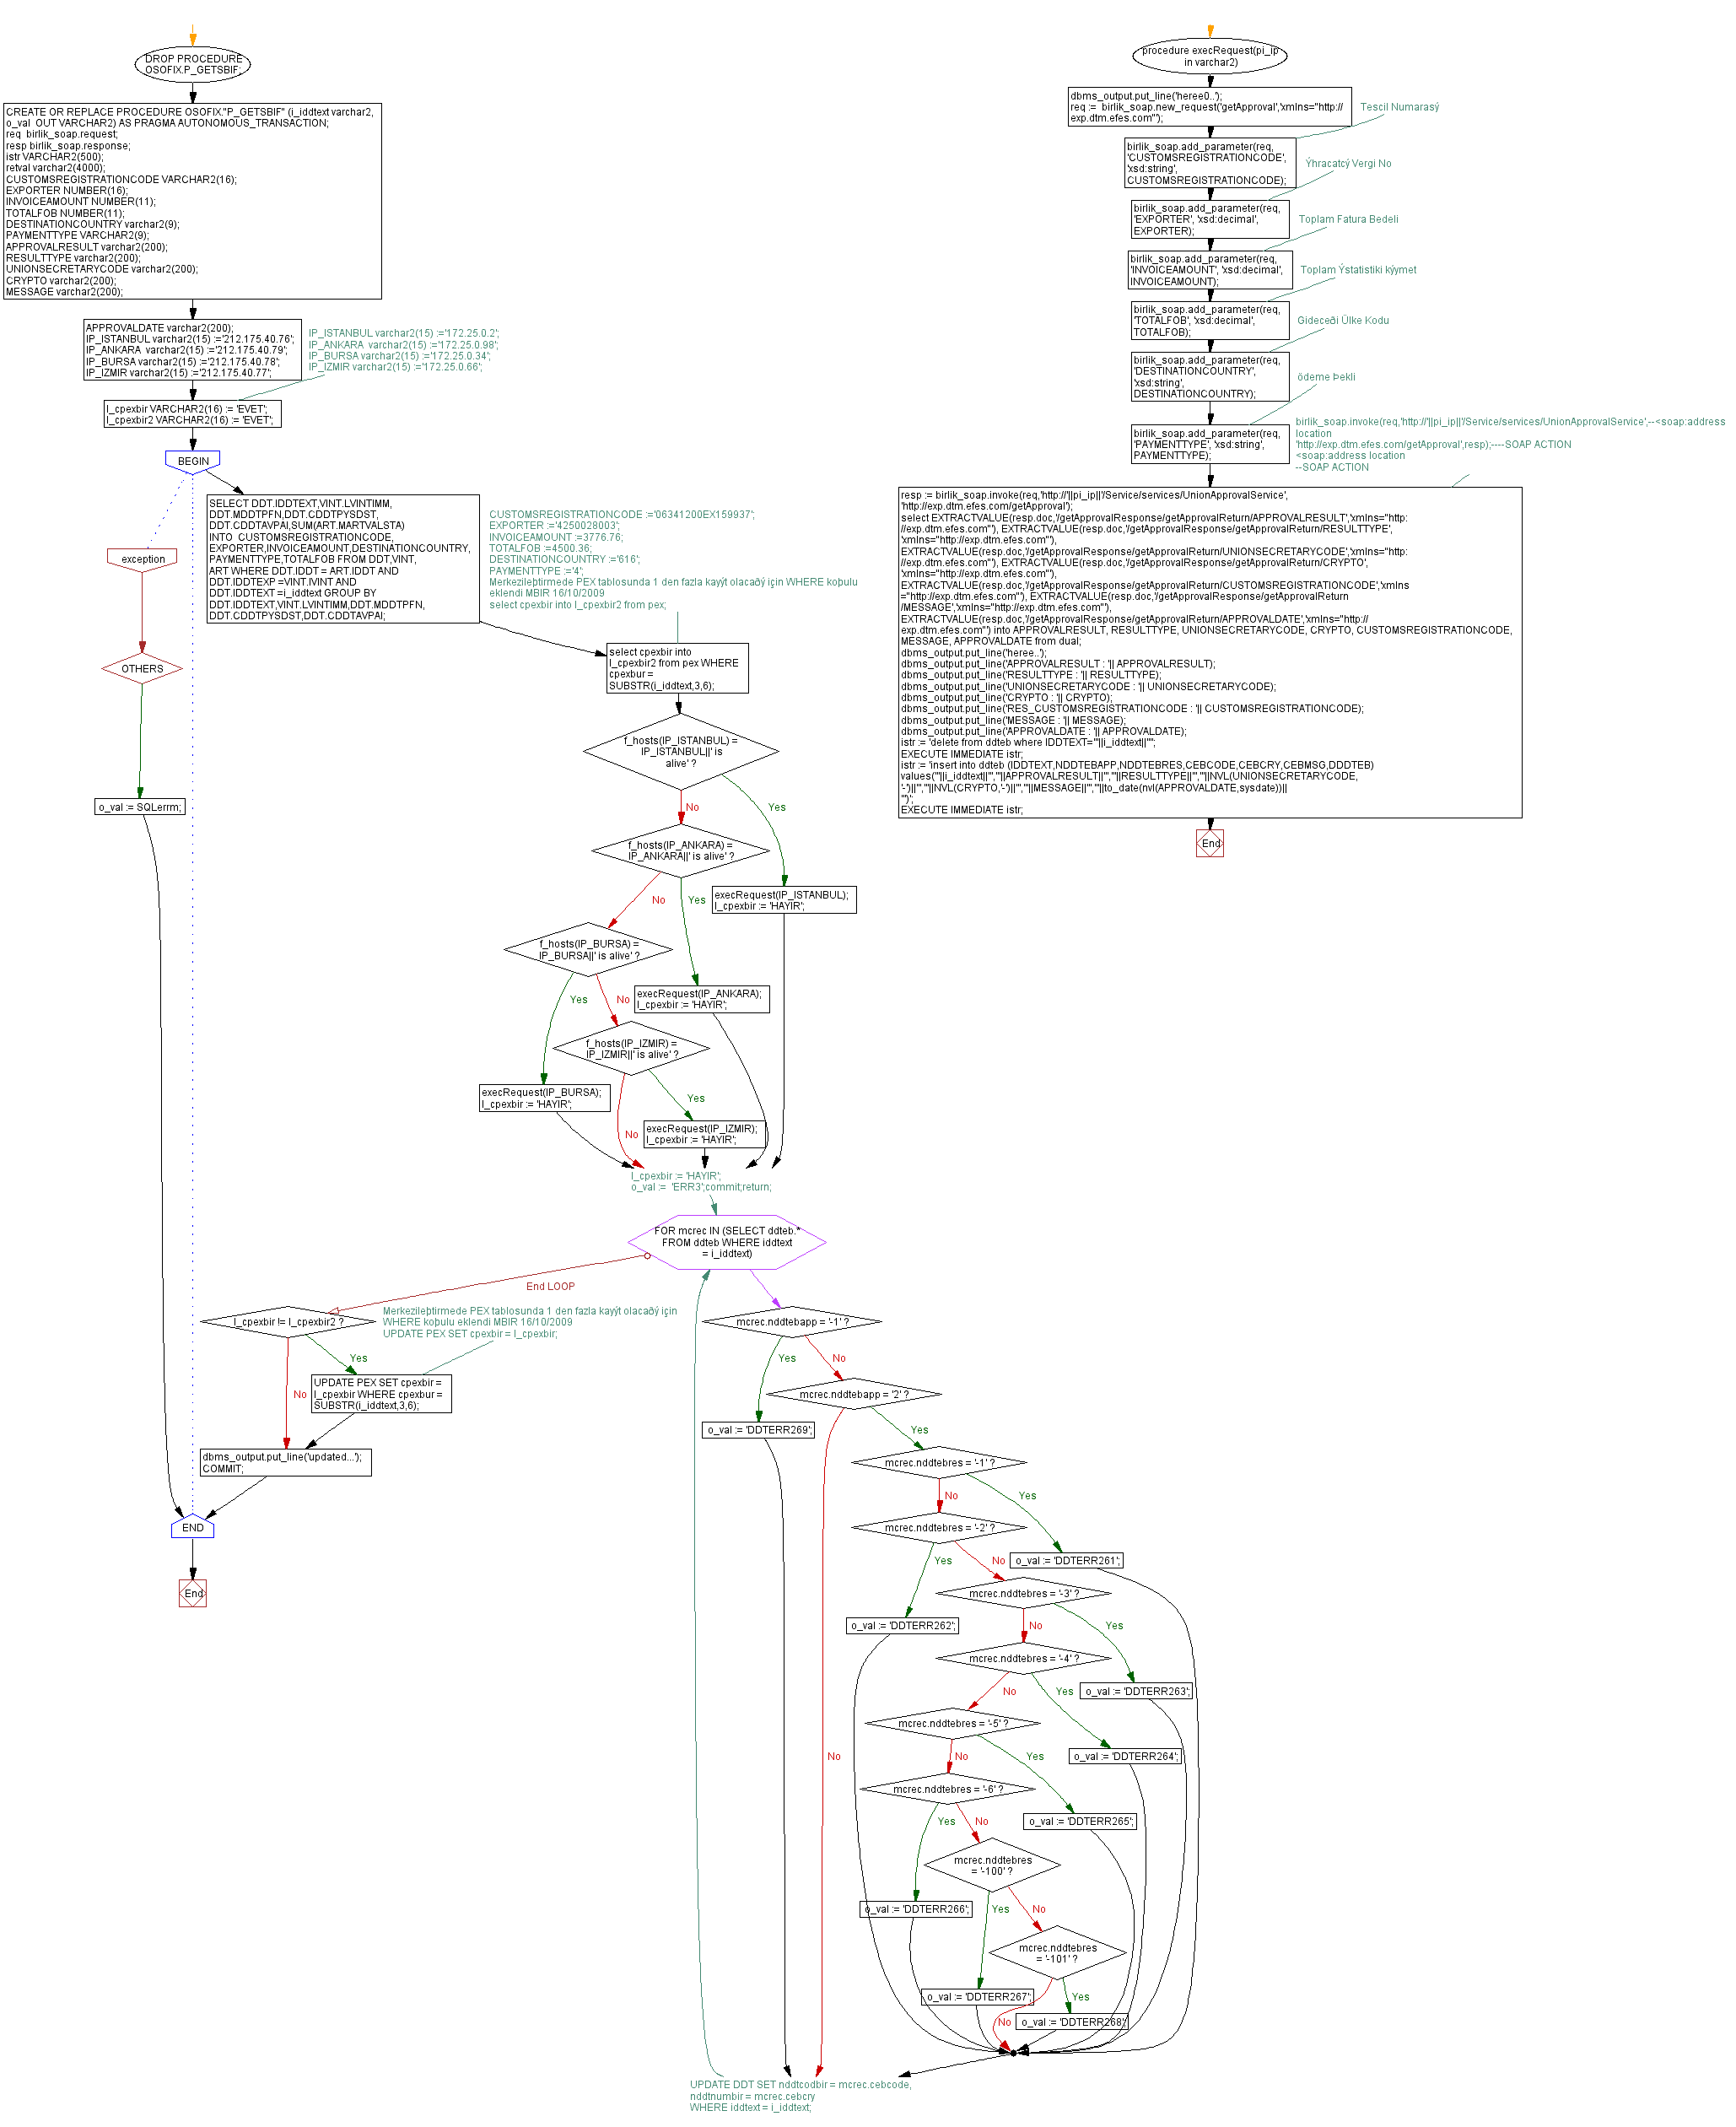 DROP PROCEDURE
OSOFIX.P_GETSBIF;
CREATE OR REPLACE PROCEDURE OSOFIX."P_GETSBIF" (i_iddtext varchar2,
o_val  OUT VARCHAR2) AS PRAGMA AUTONOMOUS_TRANSACTION;
req  birlik_soap.request;
resp birlik_soap.response;
istr VARCHAR2(500);
retval varchar2(4000);
CUSTOMSREGISTRATIONCODE VARCHAR2(16);
EXPORTER NUMBER(16);
INVOICEAMOUNT NUMBER(11);
TOTALFOB NUMBER(11);
DESTINATIONCOUNTRY varchar2(9);
PAYMENTTYPE VARCHAR2(9);
APPROVALRESULT varchar2(200);
RESULTTYPE varchar2(200);
UNIONSECRETARYCODE varchar2(200);
CRYPTO varchar2(200);
MESSAGE varchar2(200);
APPROVALDATE varchar2(200);
IP_ISTANBUL varchar2(15) :='212.175.40.76';
IP_ANKARA  varchar2(15) :='212.175.40.79';
IP_BURSA varchar2(15) :='212.175.40.78';
IP_IZMIR varchar2(15) :='212.175.40.77';
IP_ISTANBUL varchar2(15) :='172.25.0.2';
IP_ANKARA  varchar2(15) :='172.25.0.98';
IP_BURSA varchar2(15) :='172.25.0.34';
IP_IZMIR varchar2(15) :='172.25.0.66';
l_cpexbir VARCHAR2(16) := 'EVET';
l_cpexbir2 VARCHAR2(16) := 'EVET';
BEGIN
exception
OTHERS
o_val := SQLerrm;
SELECT DDT.IDDTEXT,VINT.LVINTIMM,
DDT.MDDTPFN,DDT.CDDTPYSDST,
DDT.CDDTAVPAI,SUM(ART.MARTVALSTA)
INTO  CUSTOMSREGISTRATIONCODE,
EXPORTER,INVOICEAMOUNT,DESTINATIONCOUNTRY,
PAYMENTTYPE,TOTALFOB FROM DDT,VINT,
ART WHERE DDT.IDDT = ART.IDDT AND
DDT.IDDTEXP =VINT.IVINT AND
DDT.IDDTEXT =i_iddtext GROUP BY
DDT.IDDTEXT,VINT.LVINTIMM,DDT.MDDTPFN,
DDT.CDDTPYSDST,DDT.CDDTAVPAI;
CUSTOMSREGISTRATIONCODE :='06341200EX159937';
EXPORTER :='4250028003';
INVOICEAMOUNT :=3776.76;
TOTALFOB :=4500.36;
DESTINATIONCOUNTRY :='616';
PAYMENTTYPE :='4';
Merkezileþtirmede PEX tablosunda 1 den fazla kayýt olacaðý için WHERE koþulu
eklendi MBIR 16/10/2009
select cpexbir into l_cpexbir2 from pex;
select cpexbir into
l_cpexbir2 from pex WHERE
cpexbur =
SUBSTR(i_iddtext,3,6);
f_hosts(IP_ISTANBUL) =
IP_ISTANBUL||' is
alive' ?
No
Yes
f_hosts(IP_ANKARA) =
IP_ANKARA||' is alive' ?
execRequest(IP_ISTANBUL);
l_cpexbir := 'HAYIR';
No
Yes
f_hosts(IP_BURSA) =
IP_BURSA||' is alive' ?
execRequest(IP_ANKARA);
l_cpexbir := 'HAYIR';
Yes
No
f_hosts(IP_IZMIR) =
IP_IZMIR||' is alive' ?
execRequest(IP_BURSA);
l_cpexbir := 'HAYIR';
Yes
No
execRequest(IP_IZMIR);
l_cpexbir := 'HAYIR';
l_cpexbir := 'HAYIR';
o_val :=  'ERR3';commit;return;
FOR mcrec IN (SELECT ddteb.*
FROM ddteb WHERE iddtext
= i_iddtext)
End LOOP
l_cpexbir != l_cpexbir2 ?
Merkezileþtirmede PEX tablosunda 1 den fazla kayýt olacaðý için
WHERE koþulu eklendi MBIR 16/10/2009
UPDATE PEX SET cpexbir = l_cpexbir;
Yes
No
UPDATE PEX SET cpexbir =
l_cpexbir WHERE cpexbur =
SUBSTR(i_iddtext,3,6);
dbms_output.put_line('updated...');
COMMIT;
END
End
mcrec.nddtebapp = '-1' ?
Yes
No
mcrec.nddtebapp = '2' ?
o_val := 'DDTERR269';
Yes
No
mcrec.nddtebres = '-1' ?
No
Yes
mcrec.nddtebres = '-2' ?
o_val := 'DDTERR261';
Yes
No
mcrec.nddtebres = '-3' ?
o_val := 'DDTERR262';
No
Yes
mcrec.nddtebres = '-4' ?
o_val := 'DDTERR263';
No
Yes
mcrec.nddtebres = '-5' ?
o_val := 'DDTERR264';
No
Yes
mcrec.nddtebres = '-6' ?
o_val := 'DDTERR265';
Yes
No
mcrec.nddtebres
= '-100' ?
o_val := 'DDTERR266';
Yes
No
mcrec.nddtebres
= '-101' ?
o_val := 'DDTERR267';
Yes
No
o_val := 'DDTERR268';
UPDATE DDT SET nddtcodbir = mcrec.cebcode,
nddtnumbir = mcrec.cebcry
WHERE iddtext = i_iddtext;
procedure execRequest(pi_ip
in varchar2)
dbms_output.put_line('heree0..');
req :=  birlik_soap.new_request('getApproval','xmlns="http://
exp.dtm.efes.com"');
Tescil Numarasý
birlik_soap.add_parameter(req,
'CUSTOMSREGISTRATIONCODE',
'xsd:string',
CUSTOMSREGISTRATIONCODE);
Ýhracatcý Vergi No
birlik_soap.add_parameter(req,
'EXPORTER', 'xsd:decimal',
EXPORTER);
Toplam Fatura Bedeli
birlik_soap.add_parameter(req,
'INVOICEAMOUNT', 'xsd:decimal',
INVOICEAMOUNT);
Toplam Ýstatistiki kýymet
birlik_soap.add_parameter(req,
'TOTALFOB', 'xsd:decimal',
TOTALFOB);
Gideceði Ülke Kodu
birlik_soap.add_parameter(req,
'DESTINATIONCOUNTRY',
'xsd:string',
DESTINATIONCOUNTRY);
ödeme Þekli
birlik_soap.add_parameter(req,
'PAYMENTTYPE', 'xsd:string',
PAYMENTTYPE);
birlik_soap.invoke(req,'http://'||pi_ip||'/Service/services/UnionApprovalService',--<soap:address
location
'http://exp.dtm.efes.com/getApproval',resp);----SOAP ACTION
<soap:address location
--SOAP ACTION
resp := birlik_soap.invoke(req,'http://'||pi_ip||'/Service/services/UnionApprovalService',
'http://exp.dtm.efes.com/getApproval');
select EXTRACTVALUE(resp.doc,'/getApprovalResponse/getApprovalReturn/APPROVALRESULT','xmlns="http:
//exp.dtm.efes.com"'), EXTRACTVALUE(resp.doc,'/getApprovalResponse/getApprovalReturn/RESULTTYPE',
'xmlns="http://exp.dtm.efes.com"'),
EXTRACTVALUE(resp.doc,'/getApprovalResponse/getApprovalReturn/UNIONSECRETARYCODE','xmlns="http:
//exp.dtm.efes.com"'), EXTRACTVALUE(resp.doc,'/getApprovalResponse/getApprovalReturn/CRYPTO',
'xmlns="http://exp.dtm.efes.com"'),
EXTRACTVALUE(resp.doc,'/getApprovalResponse/getApprovalReturn/CUSTOMSREGISTRATIONCODE','xmlns
="http://exp.dtm.efes.com"'), EXTRACTVALUE(resp.doc,'/getApprovalResponse/getApprovalReturn
/MESSAGE','xmlns="http://exp.dtm.efes.com"'),
EXTRACTVALUE(resp.doc,'/getApprovalResponse/getApprovalReturn/APPROVALDATE','xmlns="http://
exp.dtm.efes.com"') into APPROVALRESULT, RESULTTYPE, UNIONSECRETARYCODE, CRYPTO, CUSTOMSREGISTRATIONCODE,
MESSAGE, APPROVALDATE from dual;
dbms_output.put_line('heree..');
dbms_output.put_line('APPROVALRESULT : '|| APPROVALRESULT);
dbms_output.put_line('RESULTTYPE : '|| RESULTTYPE);
dbms_output.put_line('UNIONSECRETARYCODE : '|| UNIONSECRETARYCODE);
dbms_output.put_line('CRYPTO : '|| CRYPTO);
dbms_output.put_line('RES_CUSTOMSREGISTRATIONCODE : '|| CUSTOMSREGISTRATIONCODE);
dbms_output.put_line('MESSAGE : '|| MESSAGE);
dbms_output.put_line('APPROVALDATE : '|| APPROVALDATE);
istr := 'delete from ddteb where IDDTEXT='''||i_iddtext||'''';
EXECUTE IMMEDIATE istr;
istr := 'insert into ddteb (IDDTEXT,NDDTEBAPP,NDDTEBRES,CEBCODE,CEBCRY,CEBMSG,DDDTEB)
values('''||i_iddtext||''','''||APPROVALRESULT||''','''||RESULTTYPE||''','''||NVL(UNIONSECRETARYCODE,
'-')||''','''||NVL(CRYPTO,'-')||''','''||MESSAGE||''','''||to_date(nvl(APPROVALDATE,sysdate))||
''')';
EXECUTE IMMEDIATE istr;
End